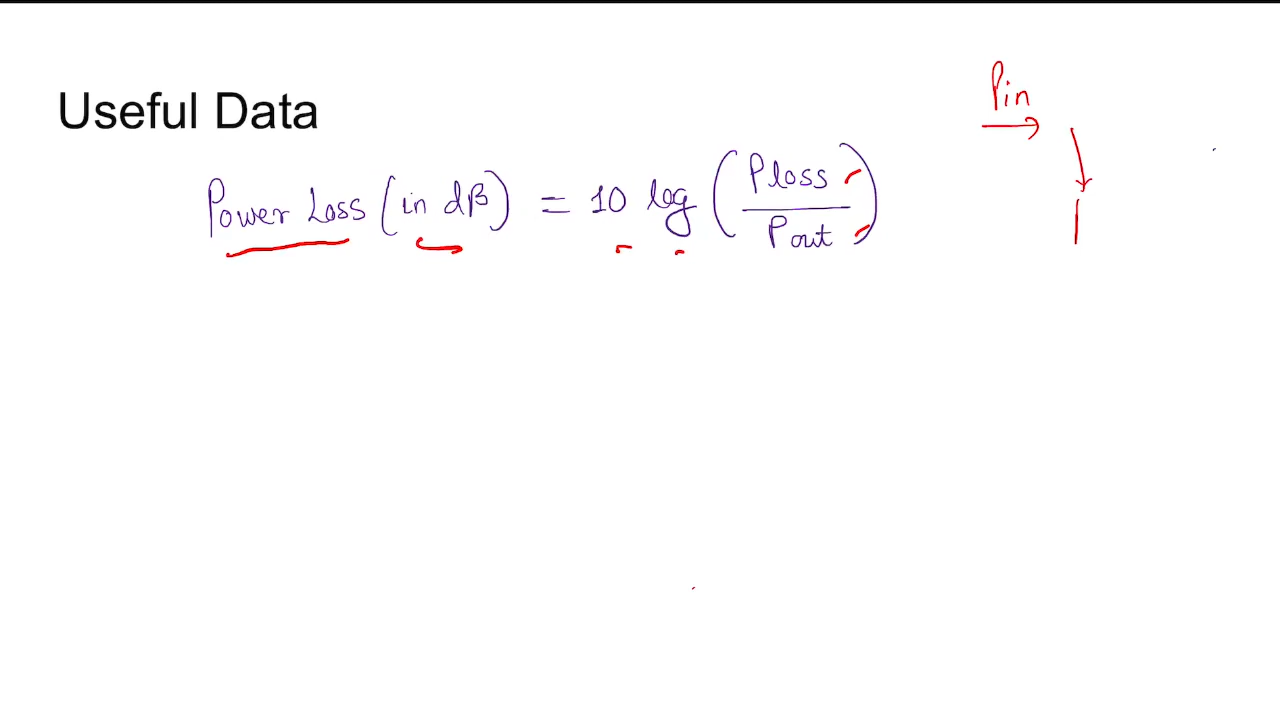 Useful Data
Pin
Power Loss (in dB) = 10 log (Ploss / Pout)